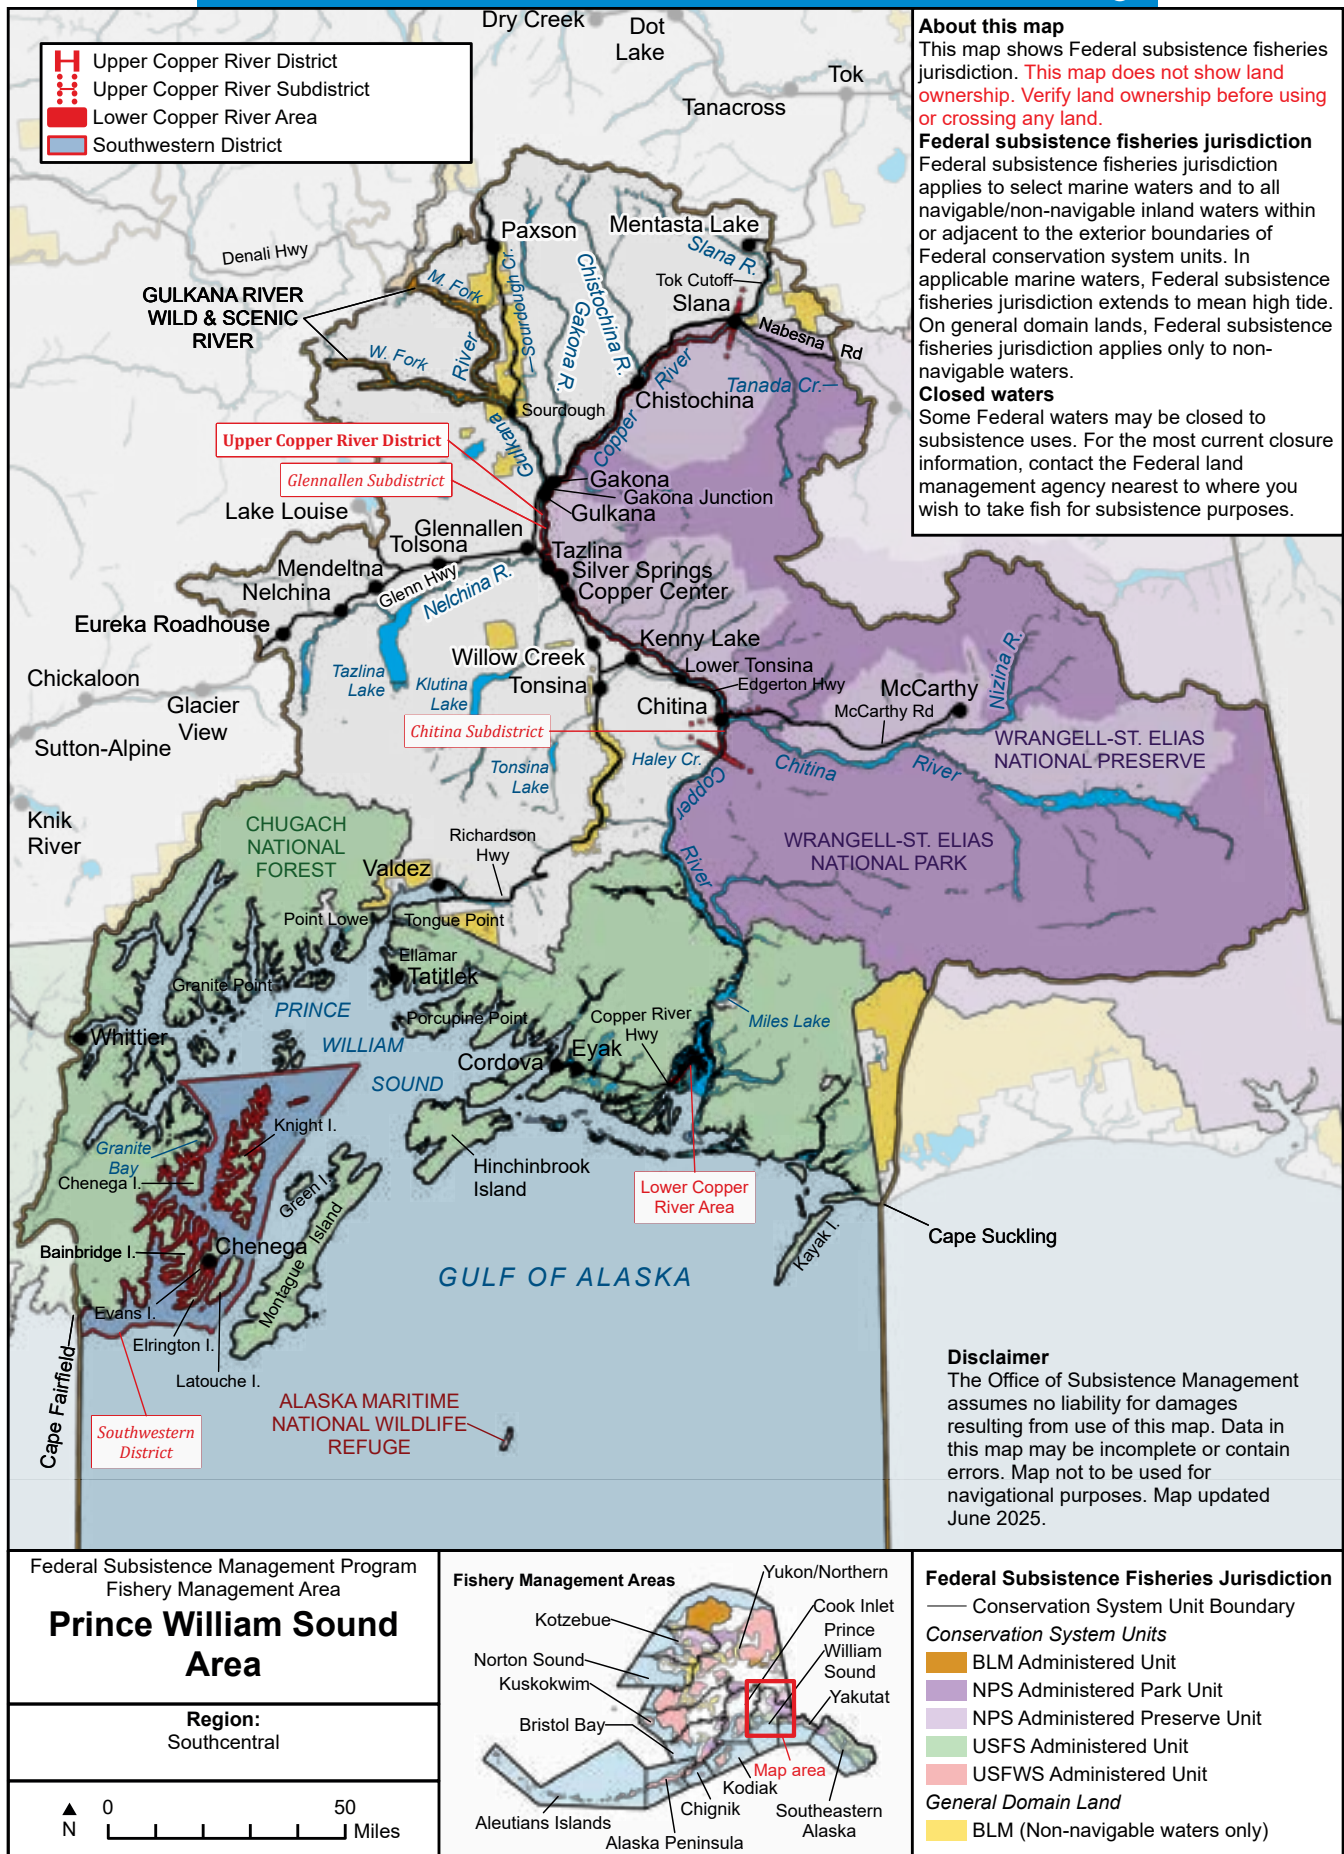 Upper Copper River District
Upper Copper River Subdistrict
Lower Copper River Area
Southwestern District
About this map
This map shows Federal subsistence fisheries
jurisdiction. This map does not show land
ownership. Verify land ownership before using
or crossing any land.
Federal subsistence fisheries jurisdiction
Federal subsistence fisheries jurisdiction
applies to select marine waters and to all
navigable/non-navigable inland waters within
or adjacent to the exterior boundaries of
Federal conservation system units. In
applicable marine waters, Federal subsistence
fisheries jurisdiction extends to mean high tide.
On general domain lands, Federal subsistence
fisheries jurisdiction applies only to non-
navigable waters.
Closed waters
Some Federal waters may be closed to
subsistence uses. For the most current closure
information, contact the Federal land
management agency nearest to where you
wish to take fish for subsistence purposes.
Dry Creek
Dot
Lake
Tok
Tanacross
Denali Hwy
Paxson
Mentasta Lake
Slana R.
Tok Cutoff
Slana
Nabesna Rd
GULKANA RIVER
WILD & SCENIC
RIVER
M. Fork
W. Fork
River
Gulkana
Sourdough Cr.
Gakona R.
Chistochina R.
Copper
River
Tanada Cr.
Chistochina
Sourdough
Upper Copper River District
Glennallen Subdistrict
Gakona
Gakona Junction
Gulkana
Lake Louise
Glennallen
Tolsona
Mendeltna
Nelchina
Glenn Hwy
Nelchina R.
Tazlina
Silver Springs
Copper Center
Eureka Roadhouse
Chickaloon
Glacier
View
Sutton-Alpine
Knik
River
Tazlina
Lake
Klutina
Lake
Willow Creek
Tonsina
Kenny Lake
Lower Tonsina
Edgerton Hwy
Chitina
McCarthy
McCarthy Rd
Nizina R.
Chitina Subdistrict
Tonsina
Lake
Haley Cr.
Copper
River
Chitina
River
WRANGELL-ST. ELIAS
NATIONAL PRESERVE
WRANGELL-ST. ELIAS
NATIONAL PARK
CHUGACH
NATIONAL
FOREST
Richardson
Hwy
Valdez
Point Lowe
Tongue Point
Ellamar
Tatitlek
Granite Point
PRINCE
WILLIAM
SOUND
Porcupine Point
Whittier
Copper River
Hwy
Miles Lake
Cordova
Eyak
Knight I.
Granite
Bay
Chenega I.
Green I.
Hinchinbrook
Island
Lower Copper
River Area
Bainbridge I.
Chenega
Montague Island
Kayak I.
Cape Suckling
GULF OF ALASKA
Evans I.
Elrington I.
Latouche I.
Cape Fairfield
Southwestern
District
ALASKA MARITIME
NATIONAL WILDLIFE
REFUGE
Disclaimer
The Office of Subsistence Management
assumes no liability for damages
resulting from use of this map. Data in
this map may be incomplete or contain
errors. Map not to be used for
navigational purposes. Map updated
June 2025.
Federal Subsistence Management Program
Fishery Management Area
Prince William Sound
Area
Region:
Southcentral
0 50
N Miles
Fishery Management Areas
Yukon/Northern
Kotzebue
Cook Inlet
Prince
William
Sound
Norton Sound
Kuskokwim
Yakutat
Bristol Bay
Map area
Kodiak
Chignik
Aleutians Islands
Southeastern
Alaska
Alaska Peninsula
Federal Subsistence Fisheries Jurisdiction
Conservation System Unit Boundary
Conservation System Units
BLM Administered Unit
NPS Administered Park Unit
NPS Administered Preserve Unit
USFS Administered Unit
USFWS Administered Unit
General Domain Land
BLM (Non-navigable waters only)